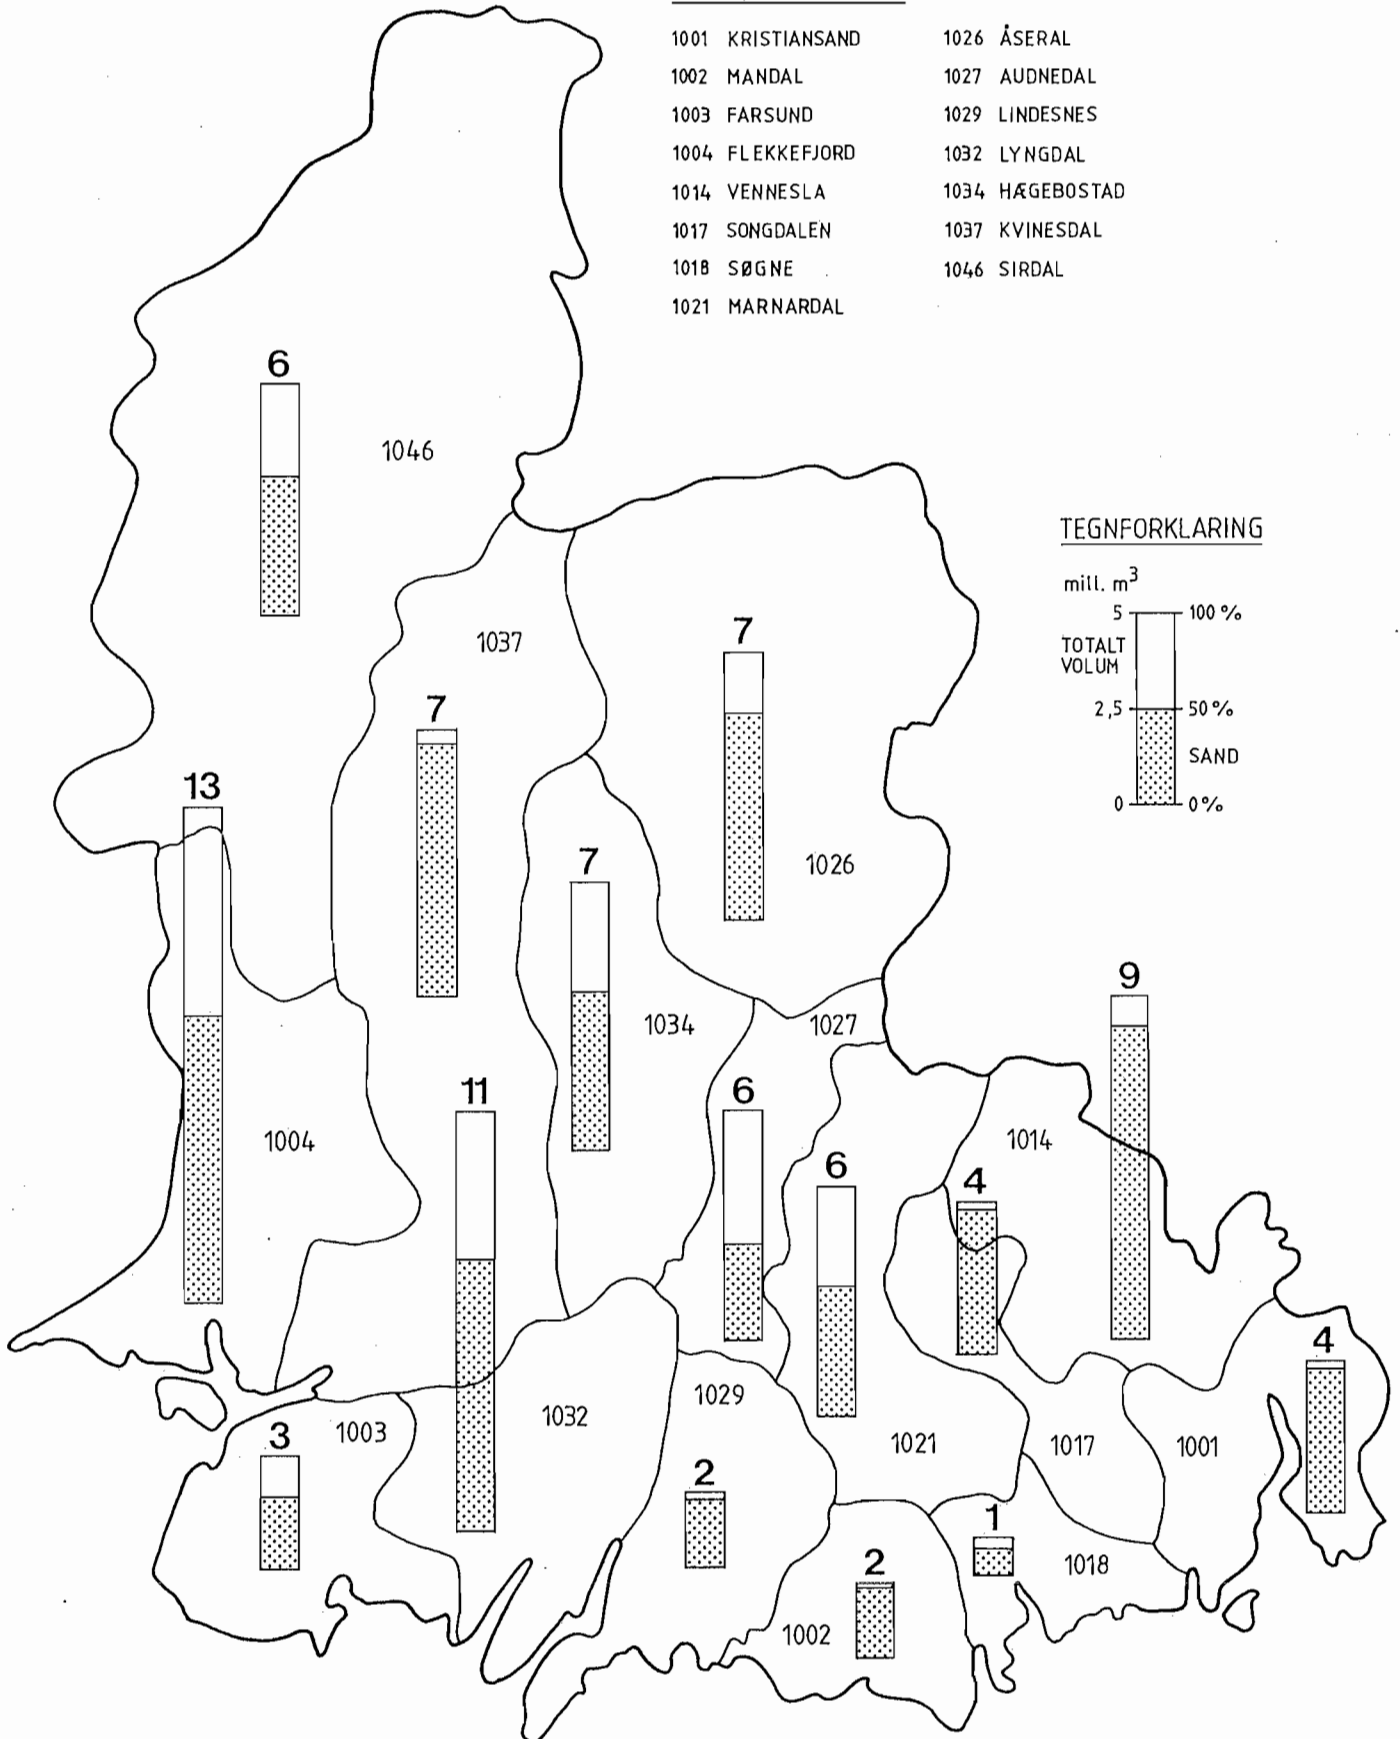 1001 KRISTIANSAND
1002 MANDAL
1003 FARSUND
1004 FLEKKEFJORD
1014 VENNESLA
1017 SONGDALEN
1018 SØGNE
1021 MARNARDAL
1026 ÅSERAL
1027 AUDNEDAL
1029 LINDESNES
1032 LYNGDAL
1034 HÆGEBOSTAD
1037 KVINESDAL
1046 SIRDAL
6
1046
TEGNFORKLARING
mill. m³
5 100 %
TOTALT
VOLUM
2,5 50 %
SAND
0 0 %
1037
7
7
13
7
1026
9
1034
1027
11
6
1004
1014
6
4
4
1029
1032
3
1003
1021
1017
1001
2
1
2
1018
1002